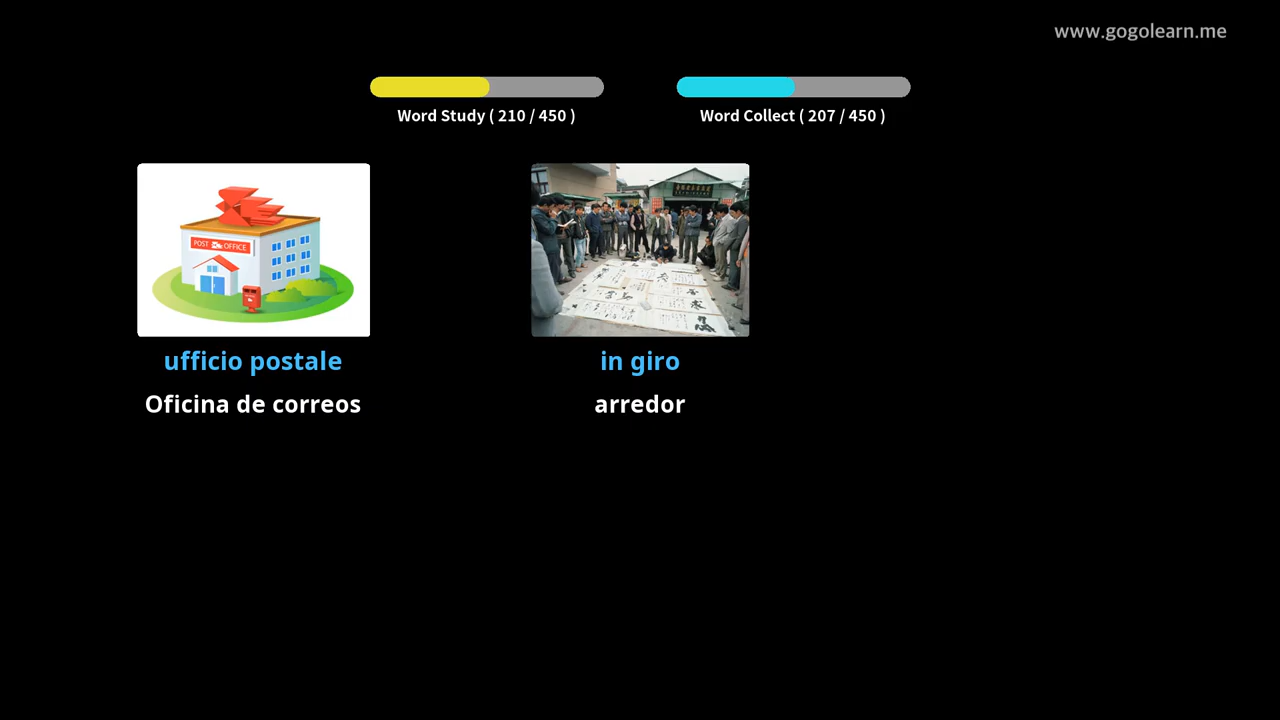 www.gogolearn.me
Word Study ( 210 / 450 )
Word Collect ( 207 / 450 )
POST OFFICE
ufficio postale
Oficina de correos
in giro
arredor